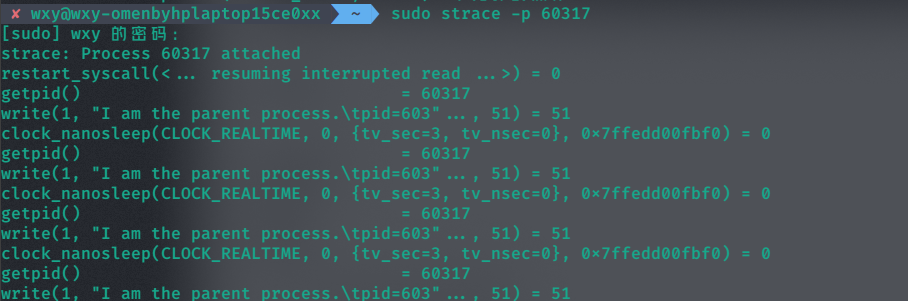 ✘ wxy@wxy-omenbyhplaptop15ce0xx ~ sudo strace -p 60317
[sudo] wxy 的密码：
strace: Process 60317 attached
restart_syscall(<... resuming interrupted read ...>) = 0
getpid() = 60317
write(1, "I am the parent process.\tpid=603"..., 51) = 51
clock_nanosleep(CLOCK_REALTIME, 0, {tv_sec=3, tv_nsec=0}, 0x7ffedd00fbf0) = 0
getpid() = 60317
write(1, "I am the parent process.\tpid=603"..., 51) = 51
clock_nanosleep(CLOCK_REALTIME, 0, {tv_sec=3, tv_nsec=0}, 0x7ffedd00fbf0) = 0
getpid() = 60317
write(1, "I am the parent process.\tpid=603"..., 51) = 51
clock_nanosleep(CLOCK_REALTIME, 0, {tv_sec=3, tv_nsec=0}, 0x7ffedd00fbf0) = 0
getpid() = 60317
write(1, "I am the parent process.\tpid=603"..., 51) = 51